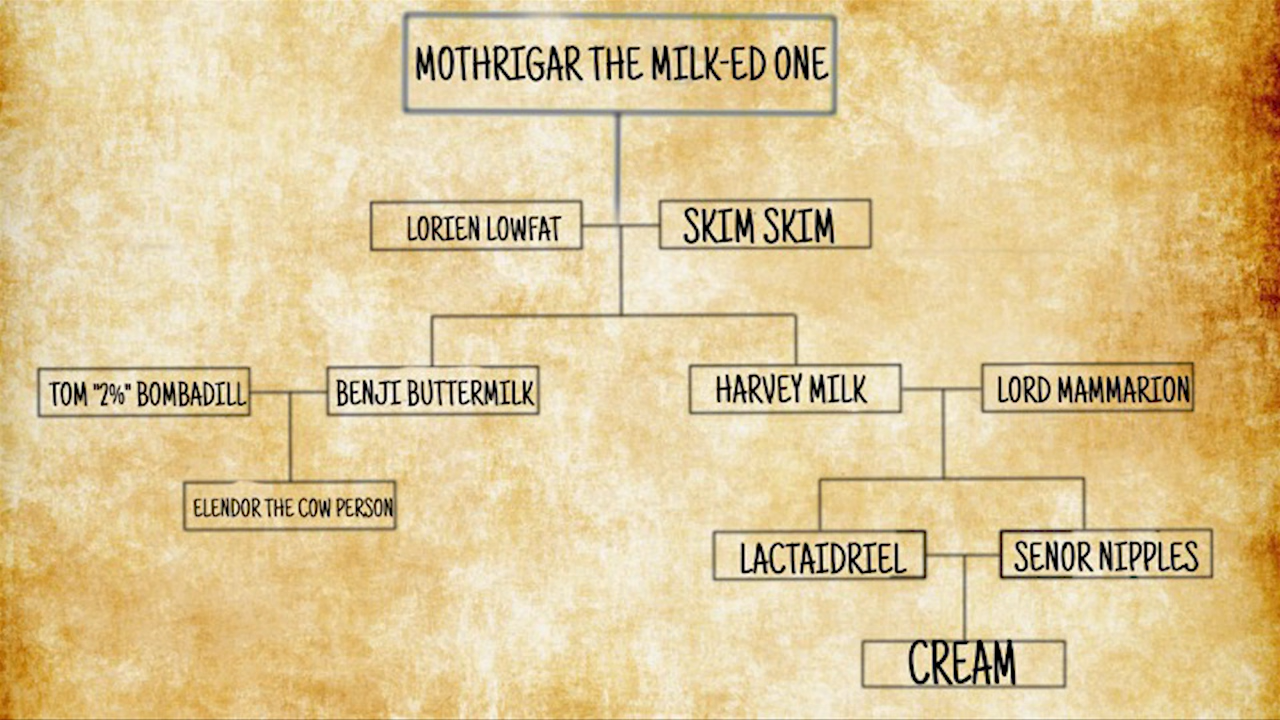 MOTHRIGAR THE MILK-ED ONE
LORIEN LOWFAT
SKIM SKIM
TOM "2%" BOMBADILL
BENJI BUTTERMILK
HARVEY MILK
LORD MAMMARION
ELENDOR THE COW PERSON
LACTAIDRIEL
SENOR NIPPLES
CREAM